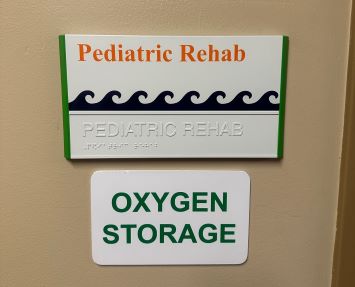 Pediatric Rehab
PEDIATRIC REHAB
OXYGEN
STORAGE